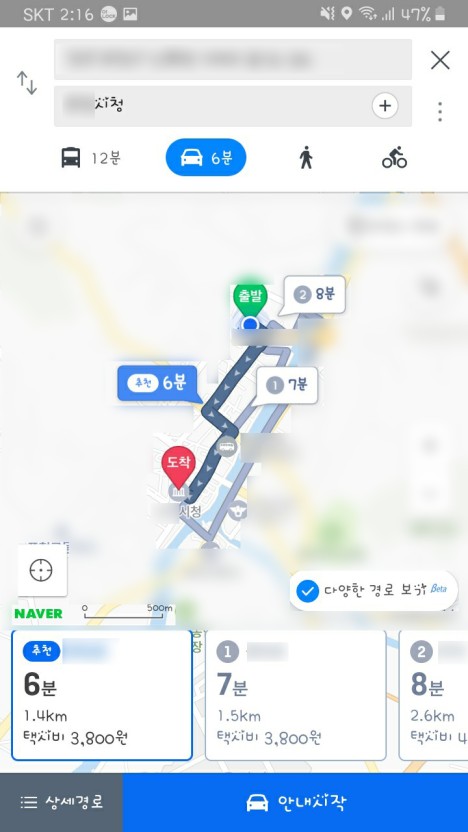 SKT 2:16
47%
시청
12분
6분
출발
2 8분
추천 6분
1 7분
도착
시청
다양한 경로 보기 Beta
NAVER
0 500m
추천
6분
1.4km
택시비 3,800원
1
7분
1.5km
택시비 3,800원
2
8분
2.6km
택시비 4
상세경로
안내시작